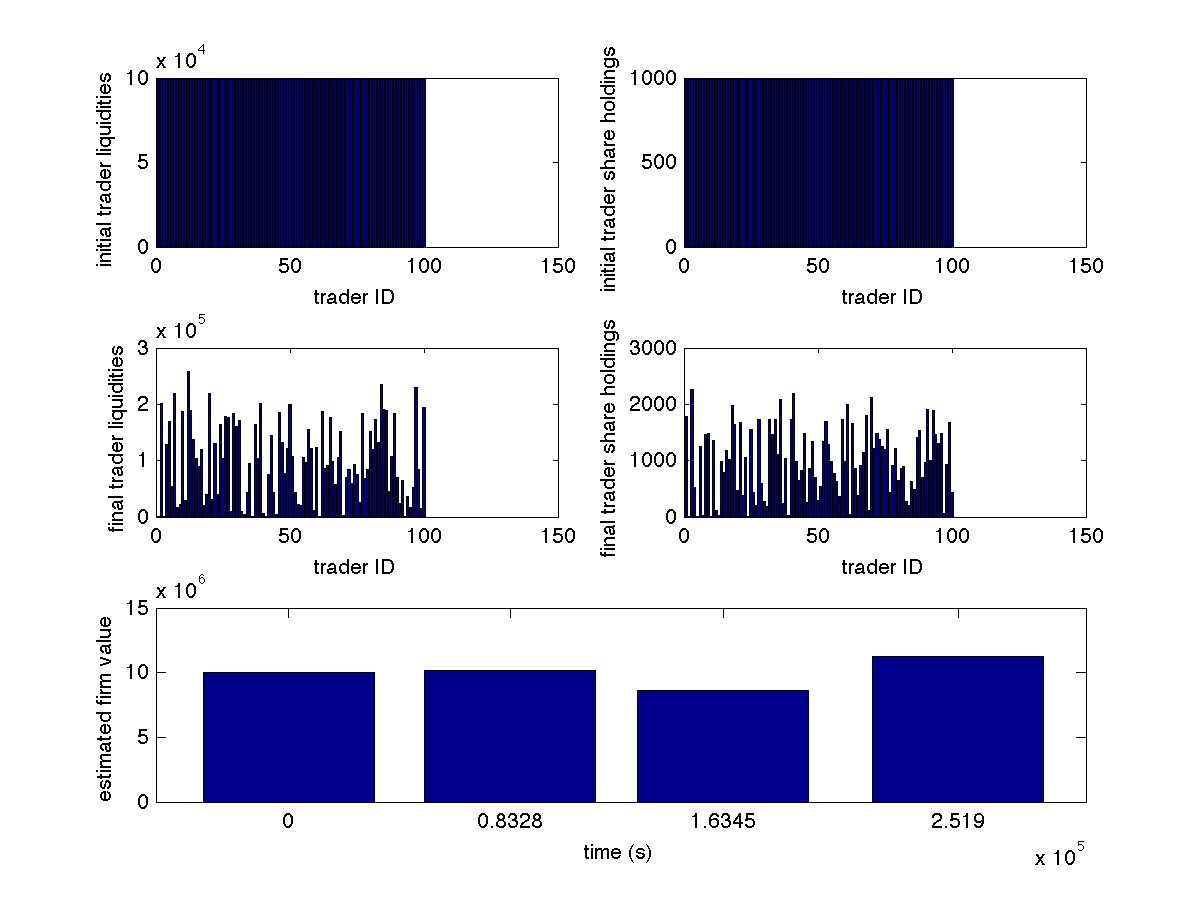 x 10^4
10
5
0
initial trader liquidities
0 50 100 150
trader ID
1000
500
0
initial trader share holdings
0 50 100 150
trader ID
x 10^5
3
2
1
0
final trader liquidities
0 50 100 150
trader ID
3000
2000
1000
0
final trader share holdings
0 50 100 150
trader ID
x 10^6
15
10
5
0
estimated firm value
0 0.8328 1.6345 2.519
time (s)
x 10^5